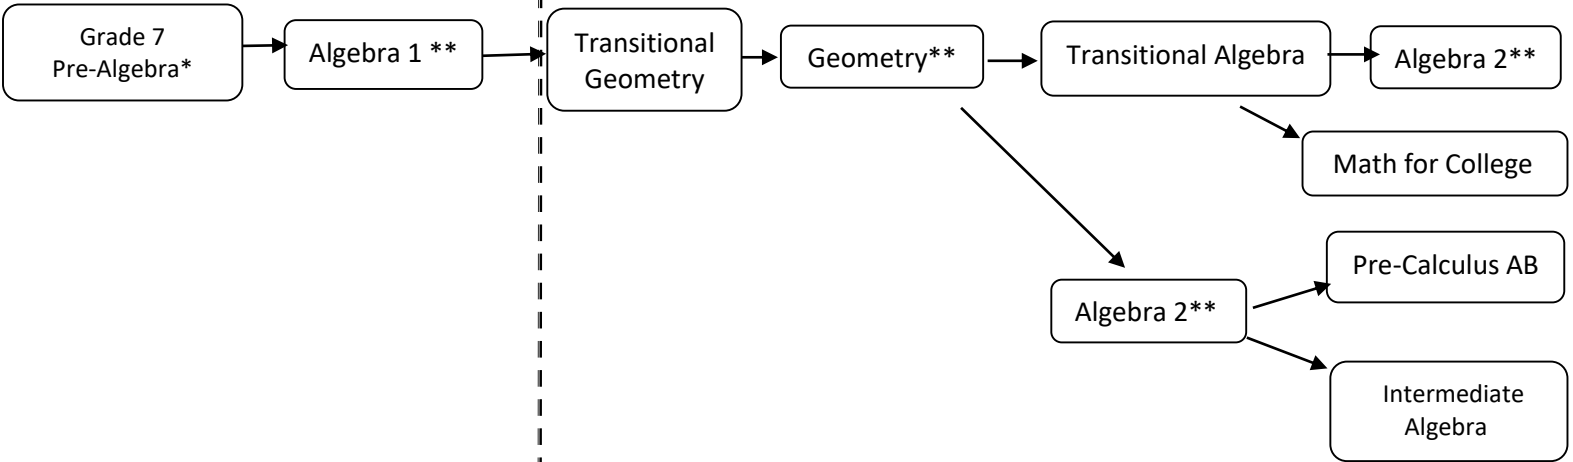 Grade 7
Pre-Algebra*
Algebra 1 **
Transitional
Geometry
Geometry**
Transitional Algebra
Algebra 2**
Math for College
Pre-Calculus AB
Algebra 2**
Intermediate
Algebra